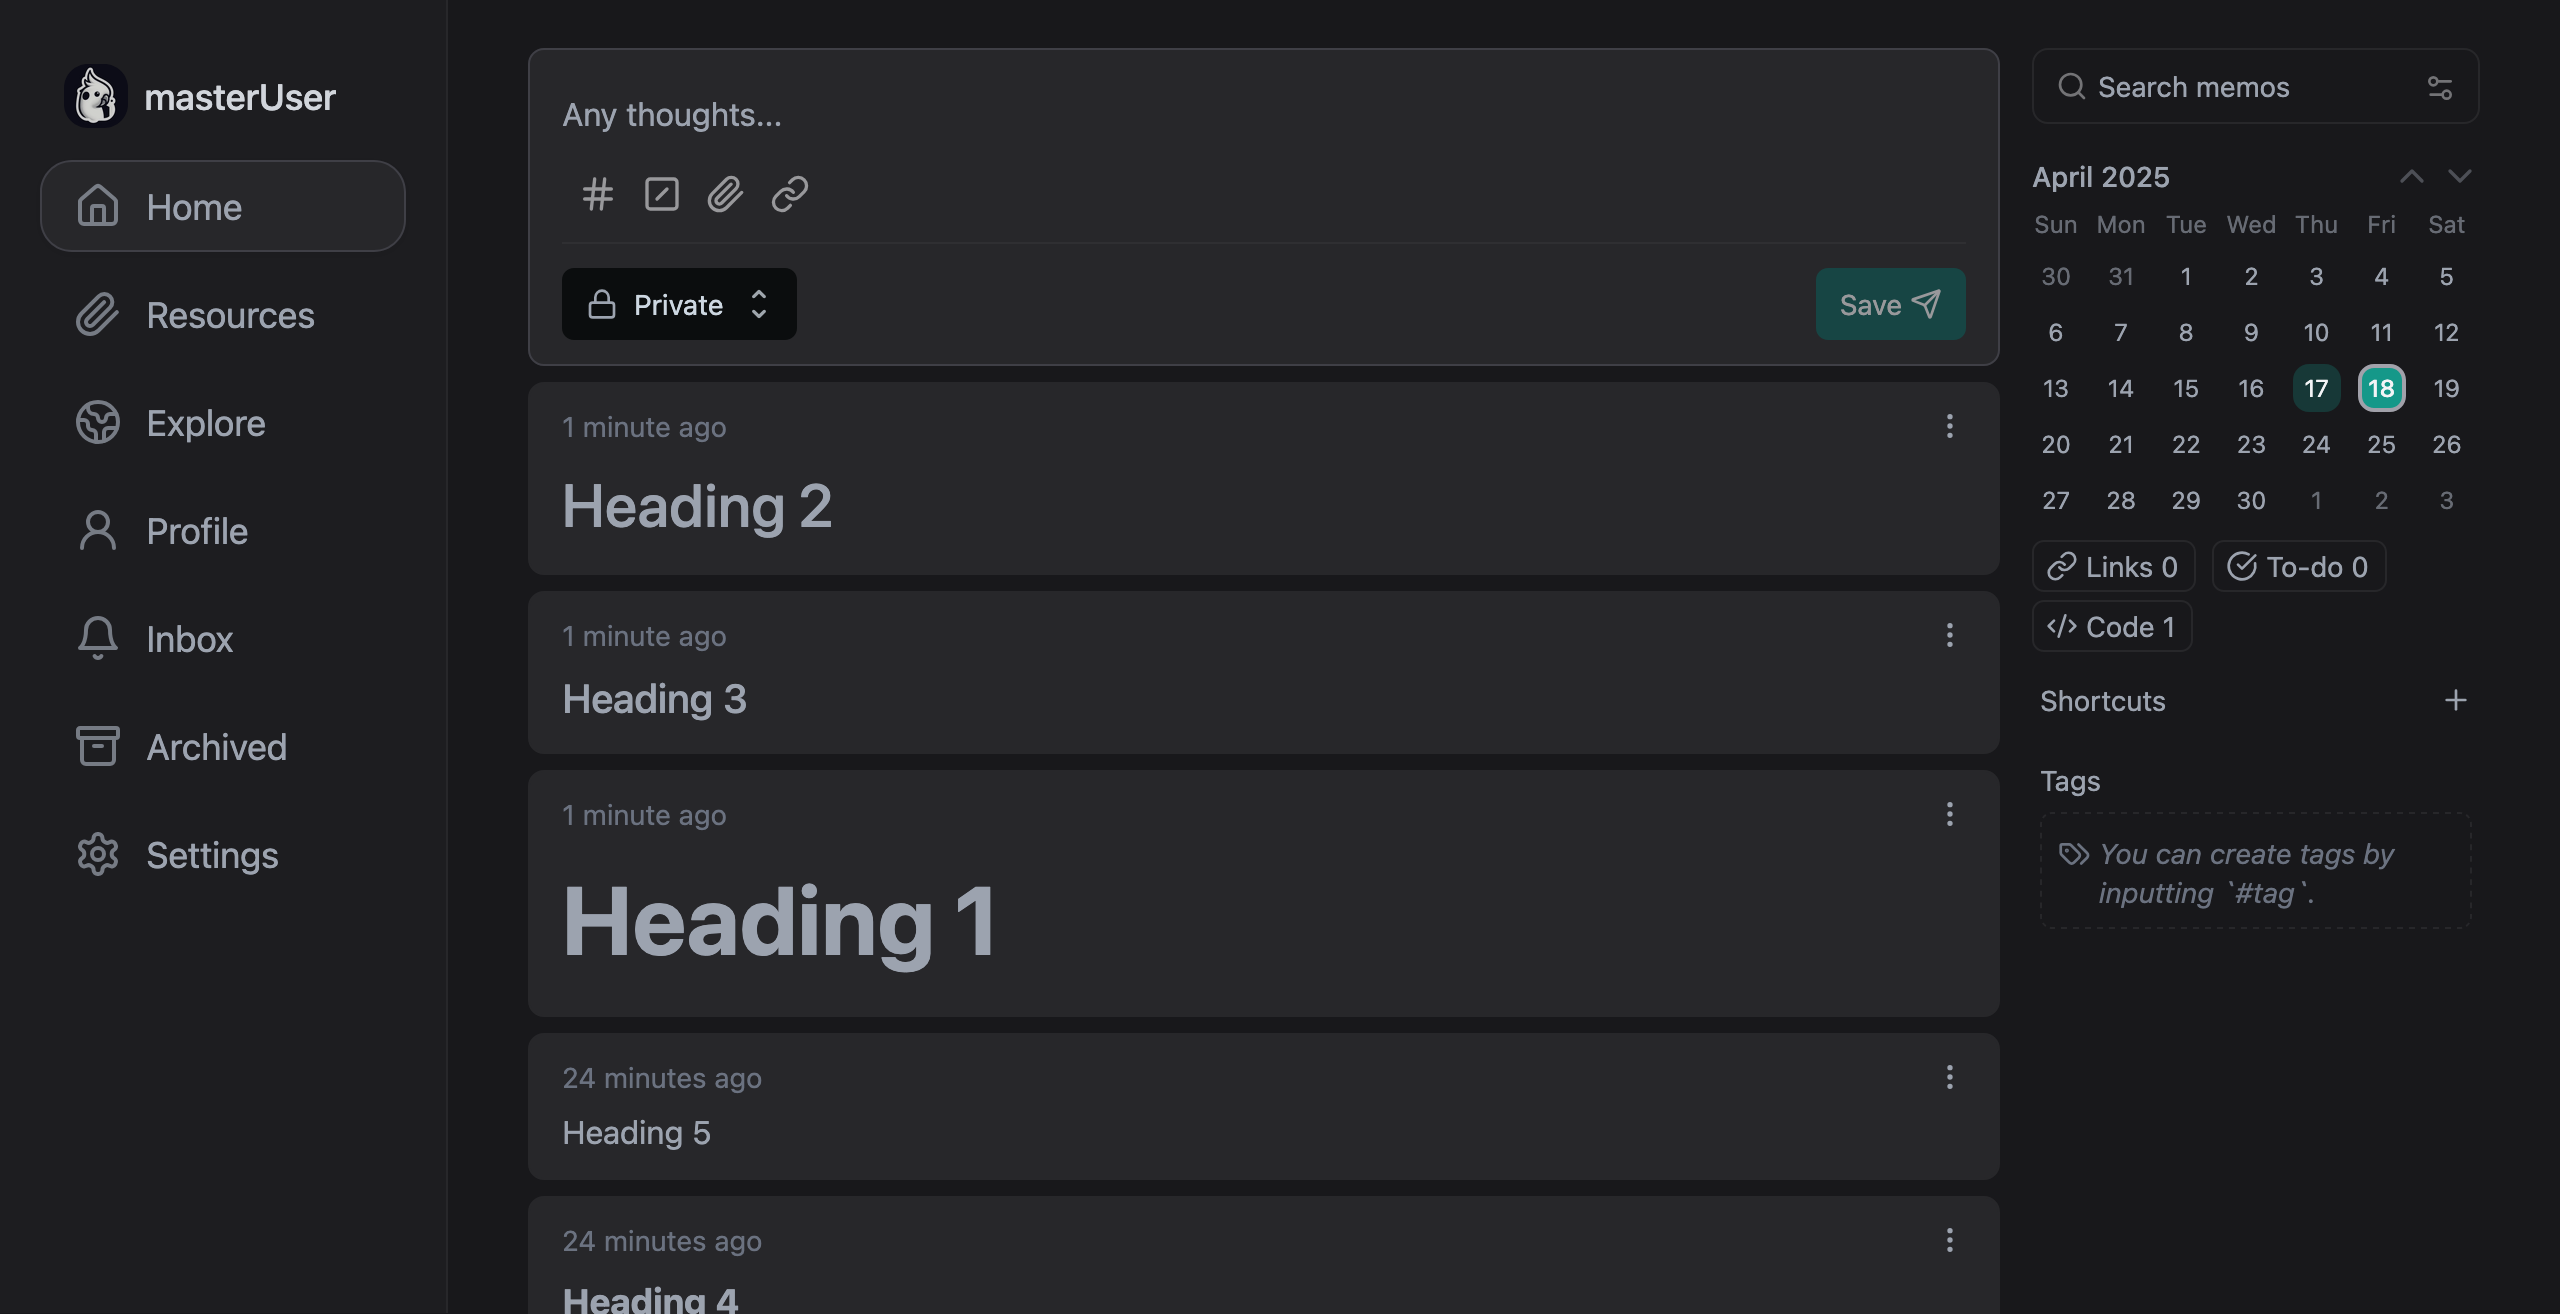 masterUser
Home
Resources
Explore
Profile
Inbox
Archived
Settings
Any thoughts...
Private
Save
1 minute ago
Heading 2
1 minute ago
Heading 3
1 minute ago
Heading 1
24 minutes ago
Heading 5
24 minutes ago
Heading 4
Search memos
April 2025
Sun Mon Tue Wed Thu Fri Sat
30 31 1 2 3 4 5
6 7 8 9 10 11 12
13 14 15 16 17 18 19
20 21 22 23 24 25 26
27 28 29 30 1 2 3
Links 0 To-do 0
Code 1
Shortcuts
Tags
You can create tags by
inputting `#tag`.